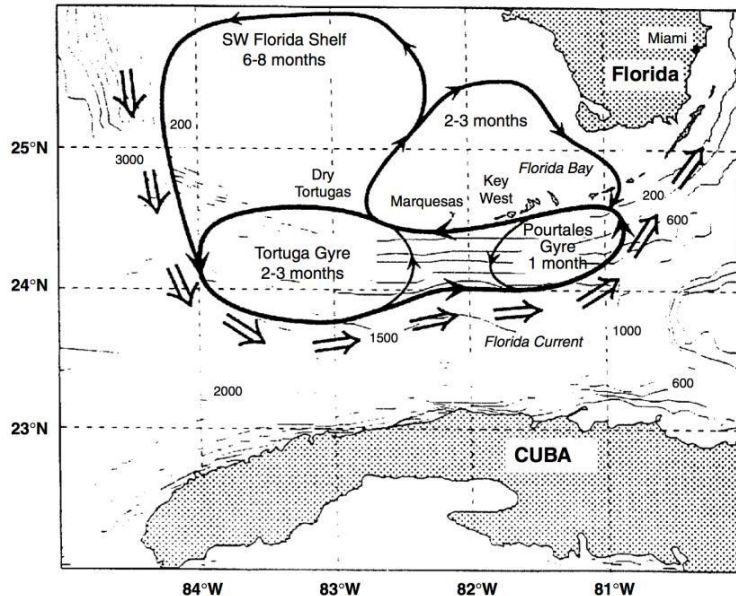 SW Florida Shelf
6-8 months
Miami
Florida
2-3 months
200
25°N
3000
Dry
Tortugas
Florida Bay
Key
West
Marquesas
200
600
Pourtales
Gyre
1 month
Tortuga Gyre
2-3 months
24°N
1500
Florida Current
1000
2000
600
23°N
CUBA
84°W
83°W
82°W
81°W